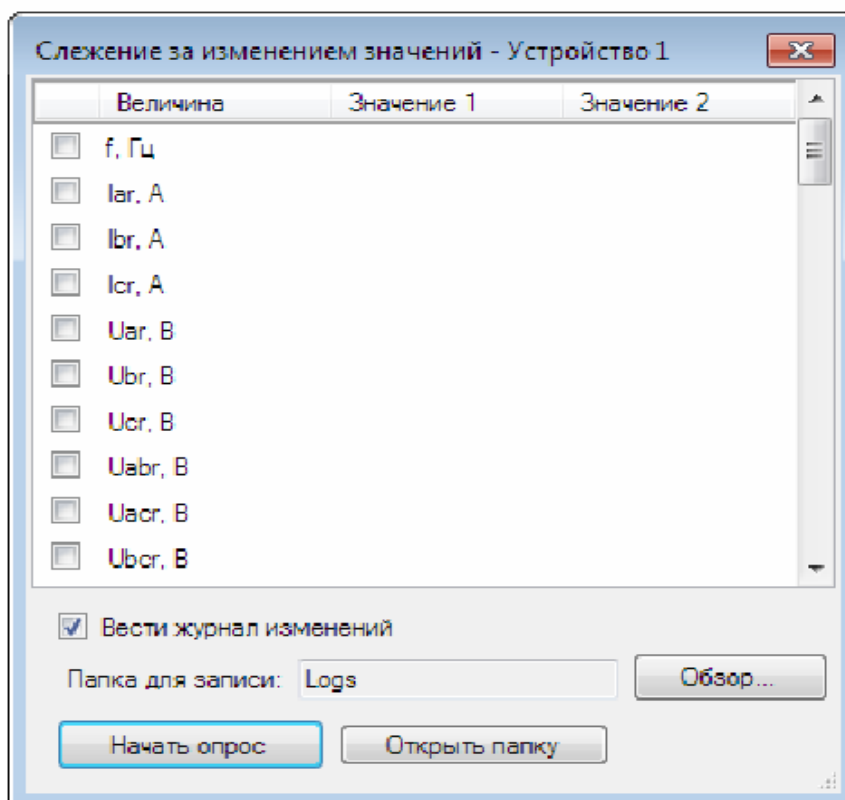 Слежение за изменением значений - Устройство 1
Величина Значение 1 Значение 2
f, Гц
Iar, А
Ibr, А
Icr, А
Uar, В
Ubr, В
Ucr, В
Uabr, В
Uacr, В
Ubcr, В
Вести журнал изменений
Папка для записи: Logs Обзор...
Начать опрос Открыть папку